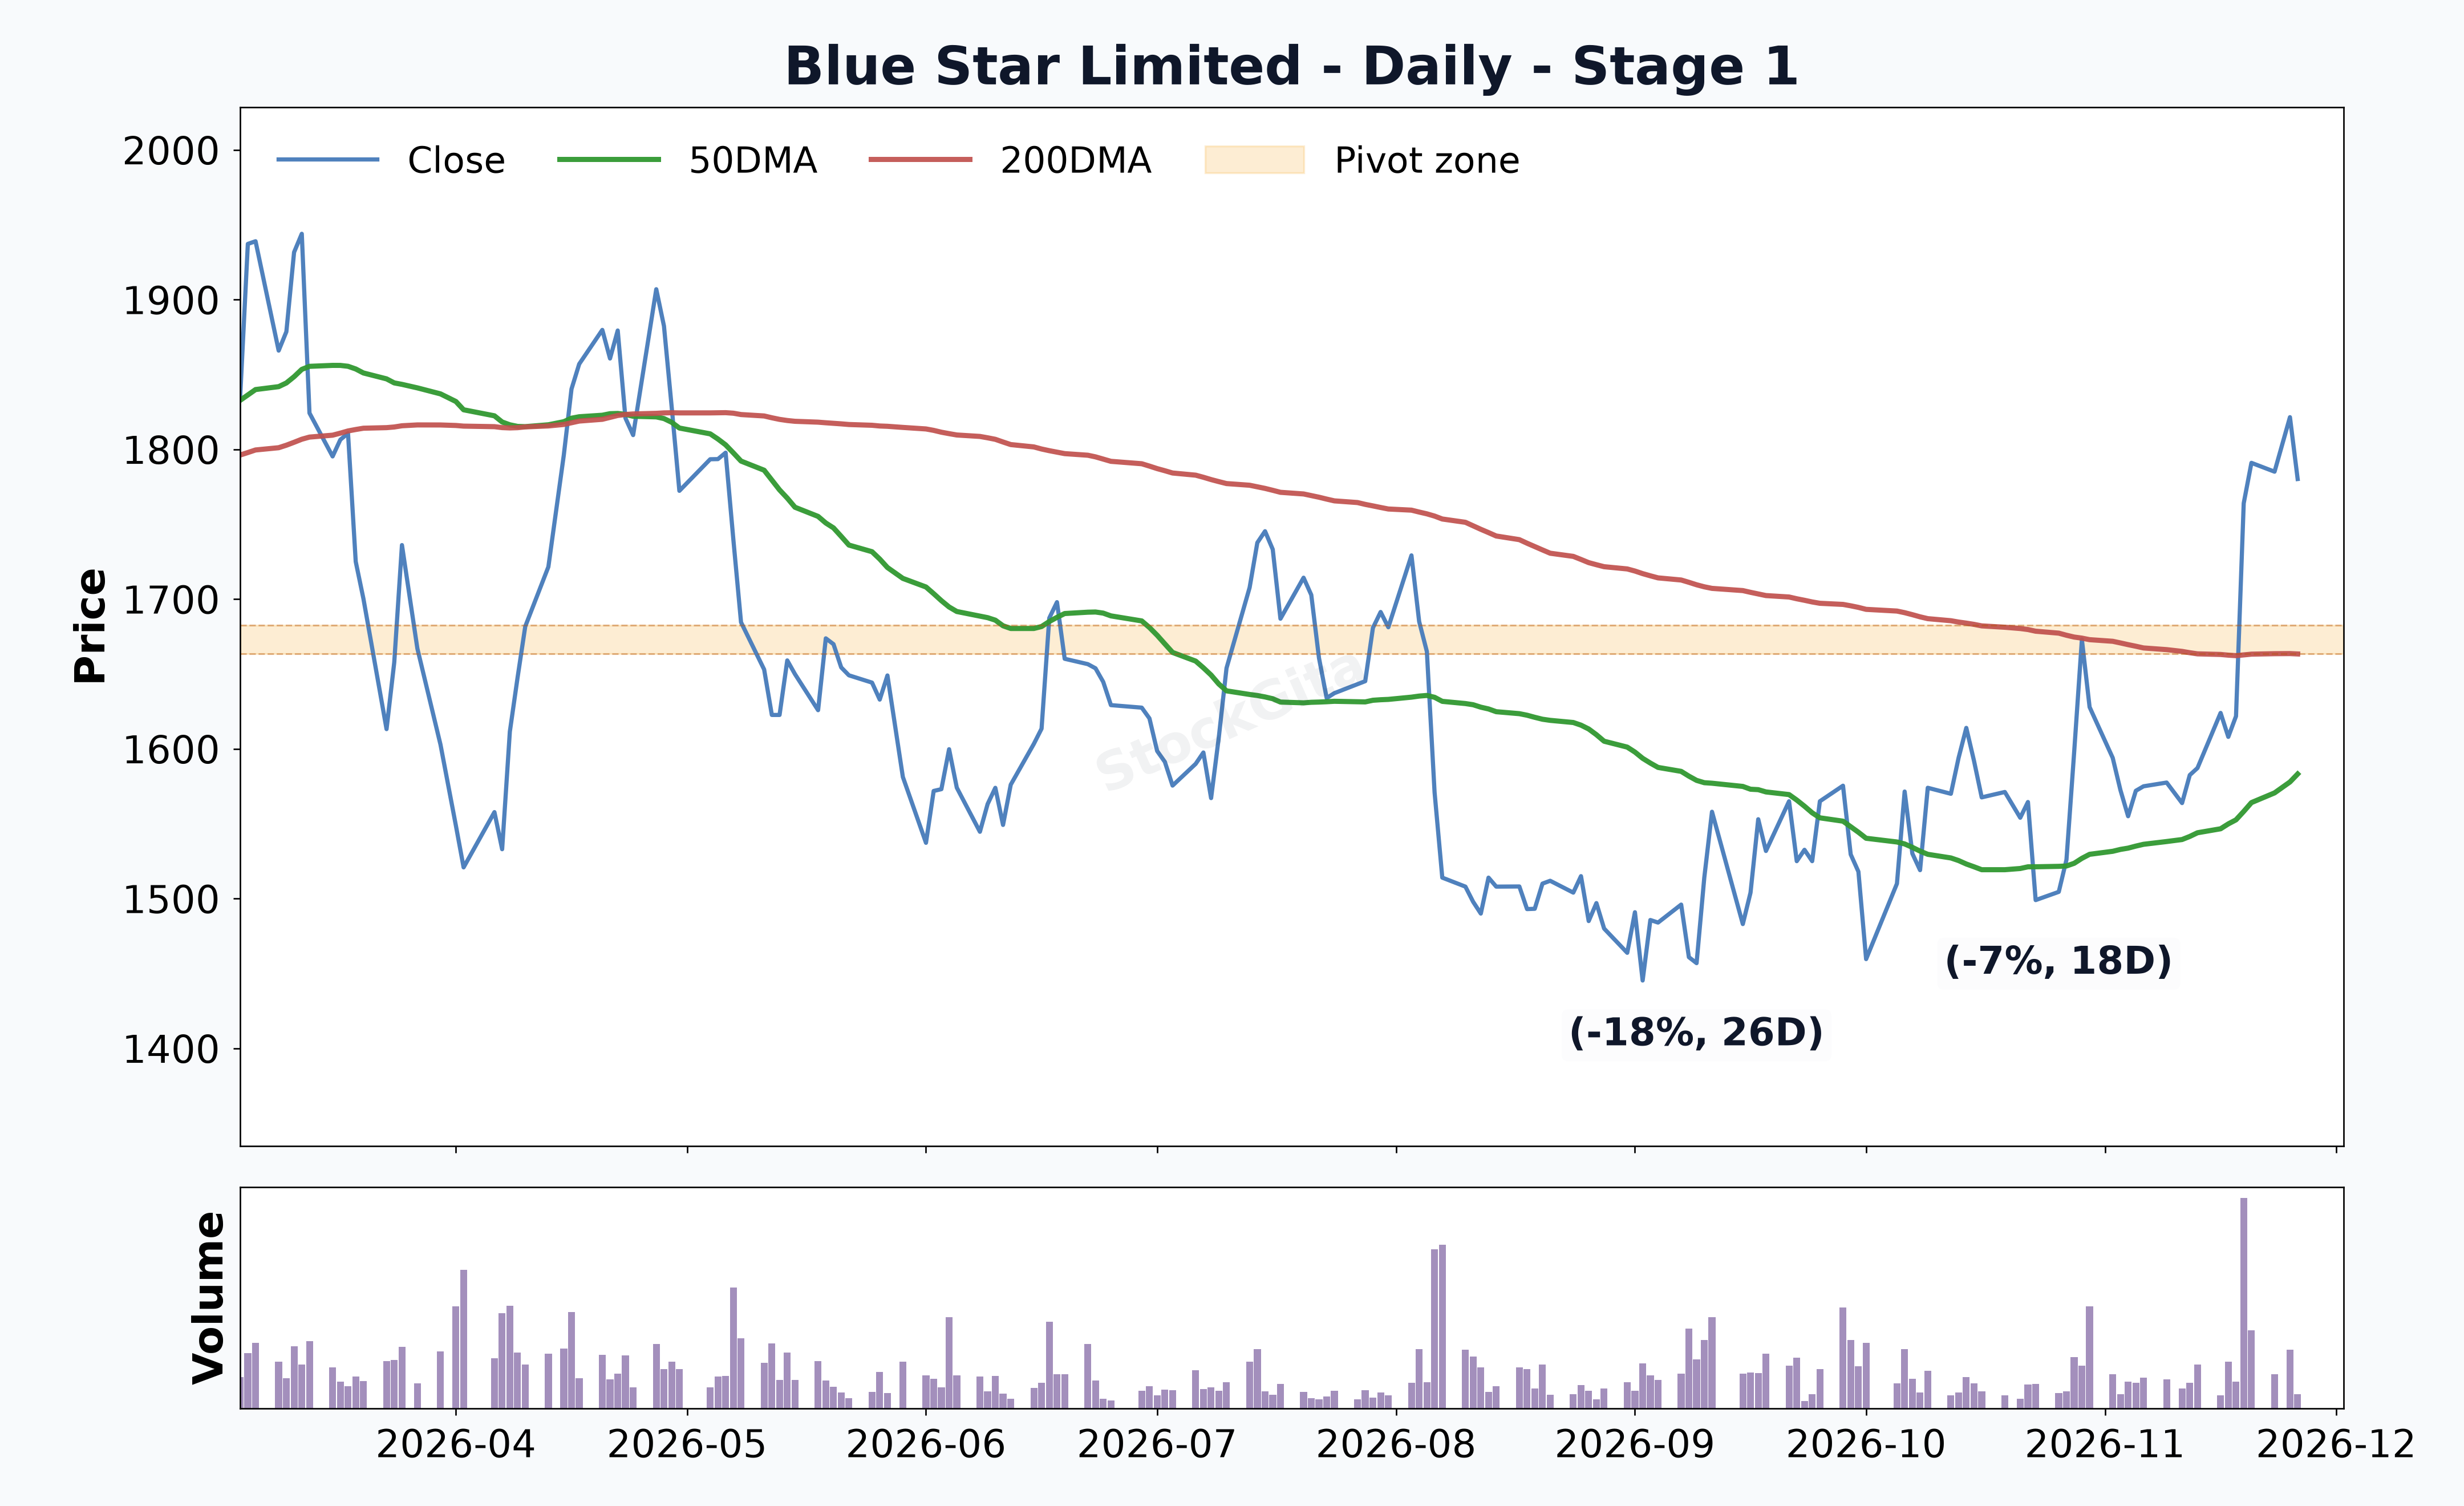 Blue Star Limited - Daily - Stage 1
Close 50DMA 200DMA Pivot zone
2000
1900
1800
1700
1600
1500
1400
Price
StockGita
(-7%, 18D)
(-18%, 26D)
Volume
2026-04 2026-05 2026-06 2026-07 2026-08 2026-09 2026-10 2026-11 2026-12